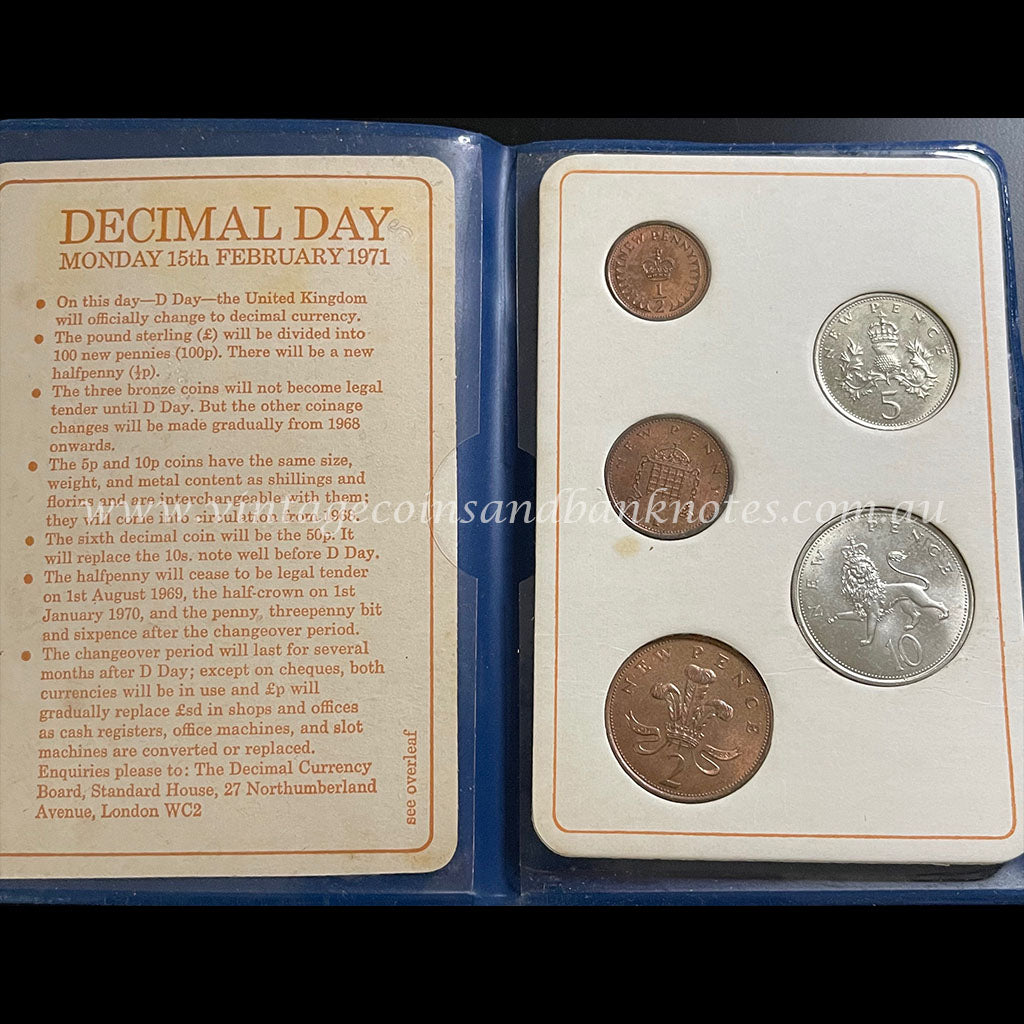 DECIMAL DAY
MONDAY 15th FEBRUARY 1971
• On this day—D Day—the United Kingdom
will officially change to decimal currency.
• The pound sterling (£) will be divided into
100 new pennies (100p). There will be a new
halfpenny (½p).
• The three bronze coins will not become legal
tender until D Day. But the other coinage
changes will be made gradually from 1968
onwards.
• The 5p and 10p coins have the same size,
weight, and metal content as shillings and
florins and are interchangeable with them;
they will come into circulation from 1968.
• The sixth decimal coin will be the 50p. It
will replace the 10s. note well before D Day.
• The halfpenny will cease to be legal tender
on 1st August 1969, the half-crown on 1st
January 1970, and the penny, threepenny bit
and sixpence after the changeover period.
• The changeover period will last for several
months after D Day; except on cheques, both
currencies will be in use and £p will
gradually replace £sd in shops and offices
as cash registers, office machines, and slot
machines are converted or replaced.
Enquiries please to: The Decimal Currency
Board, Standard House, 27 Northumberland
Avenue, London WC2
see overleaf
NEW PENNY
½
NEW PENCE
5
NEW PENN
NEW PENCE
10
NEW PENCE
2
www.vintagecoinsandbanknotes.com.au